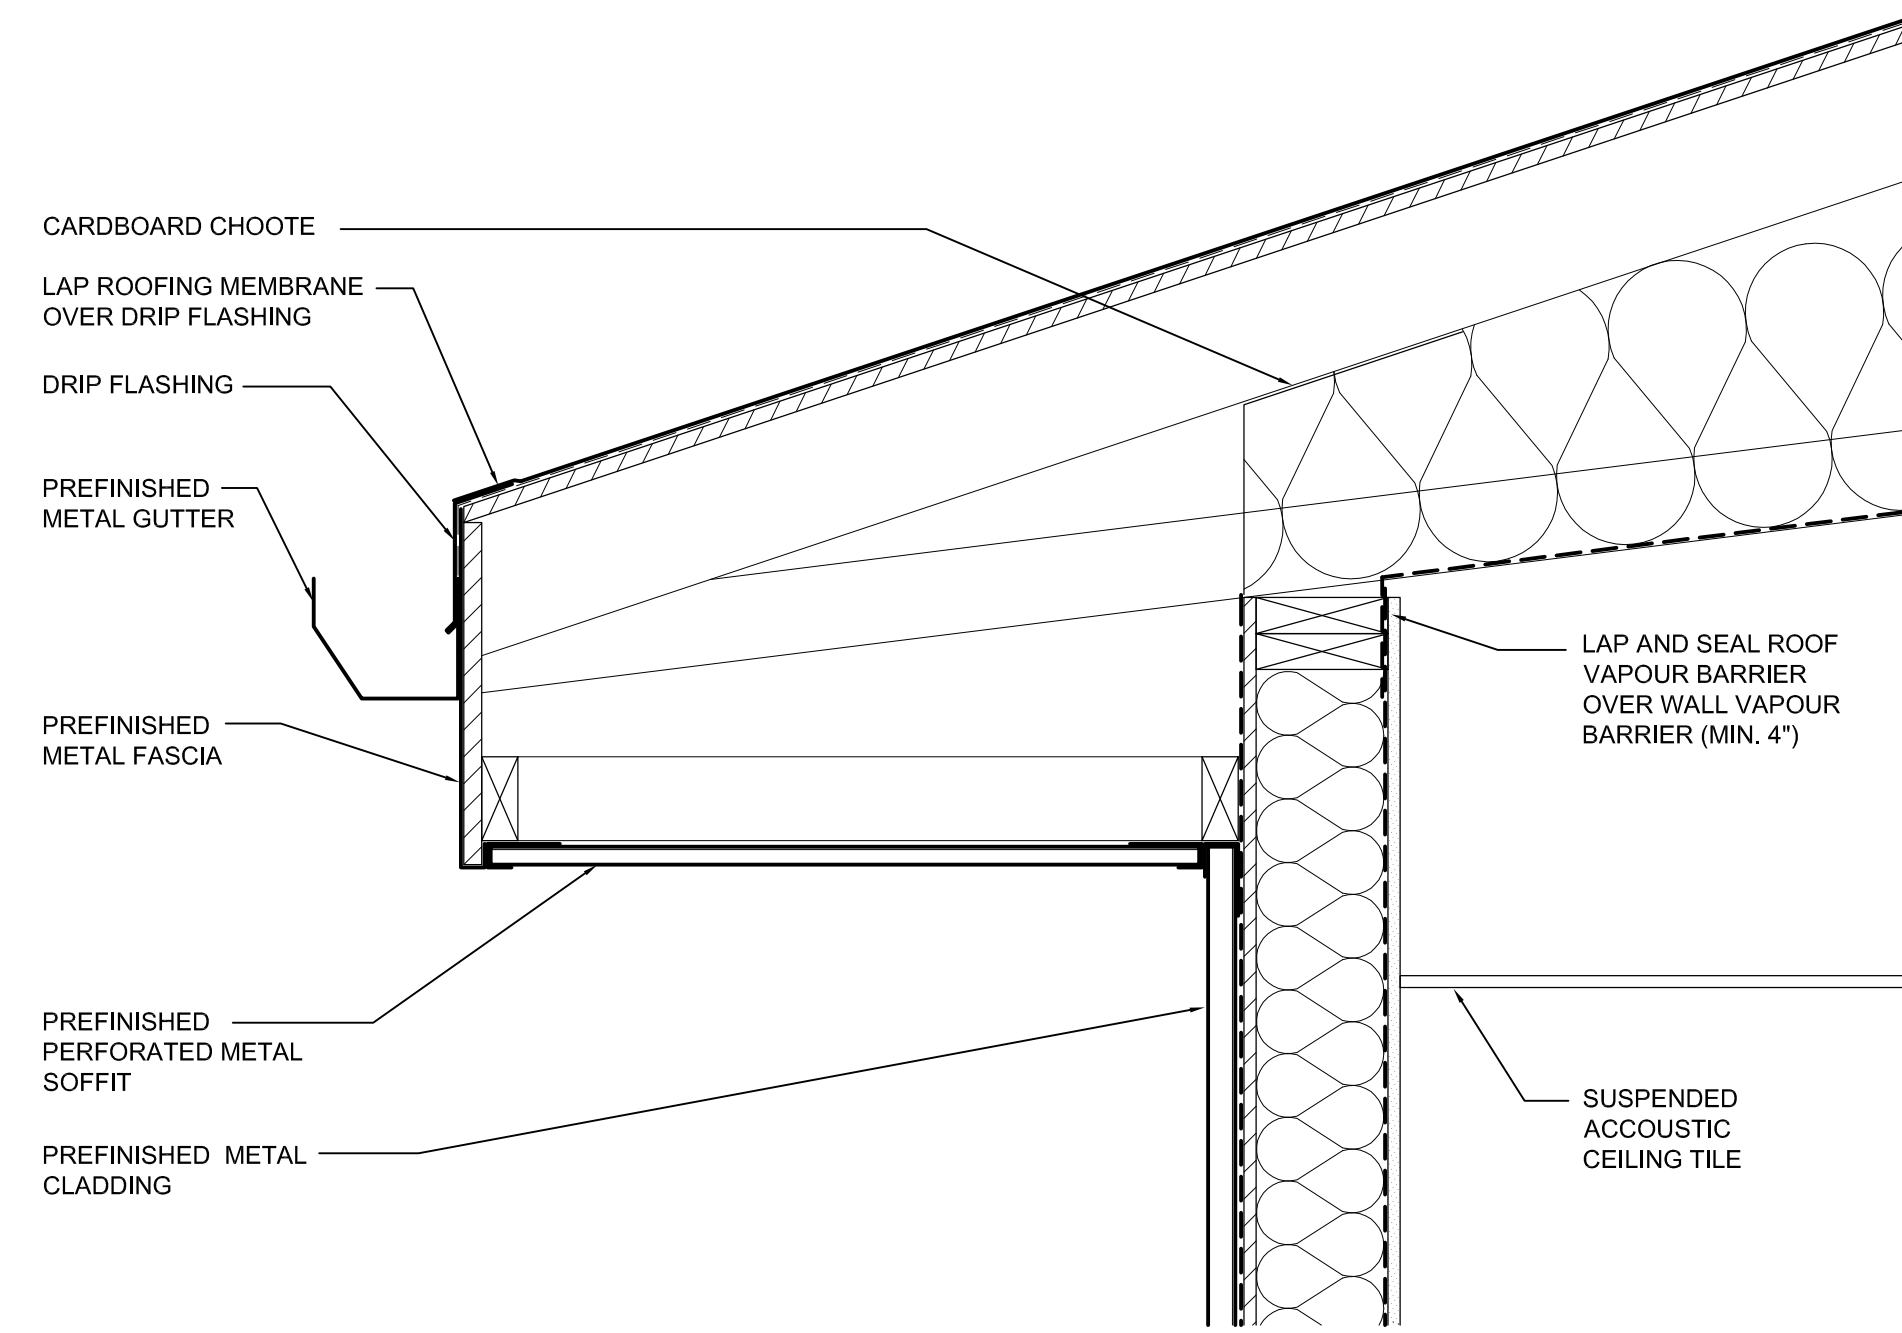 CARDBOARD CHOOTE
LAP ROOFING MEMBRANE
OVER DRIP FLASHING
DRIP FLASHING
PREFINISHED
METAL GUTTER
PREFINISHED
METAL FASCIA
PREFINISHED
PERFORATED METAL
SOFFIT
PREFINISHED METAL
CLADDING
LAP AND SEAL ROOF
VAPOUR BARRIER
OVER WALL VAPOUR
BARRIER (MIN. 4")
SUSPENDED
ACCOUSTIC
CEILING TILE